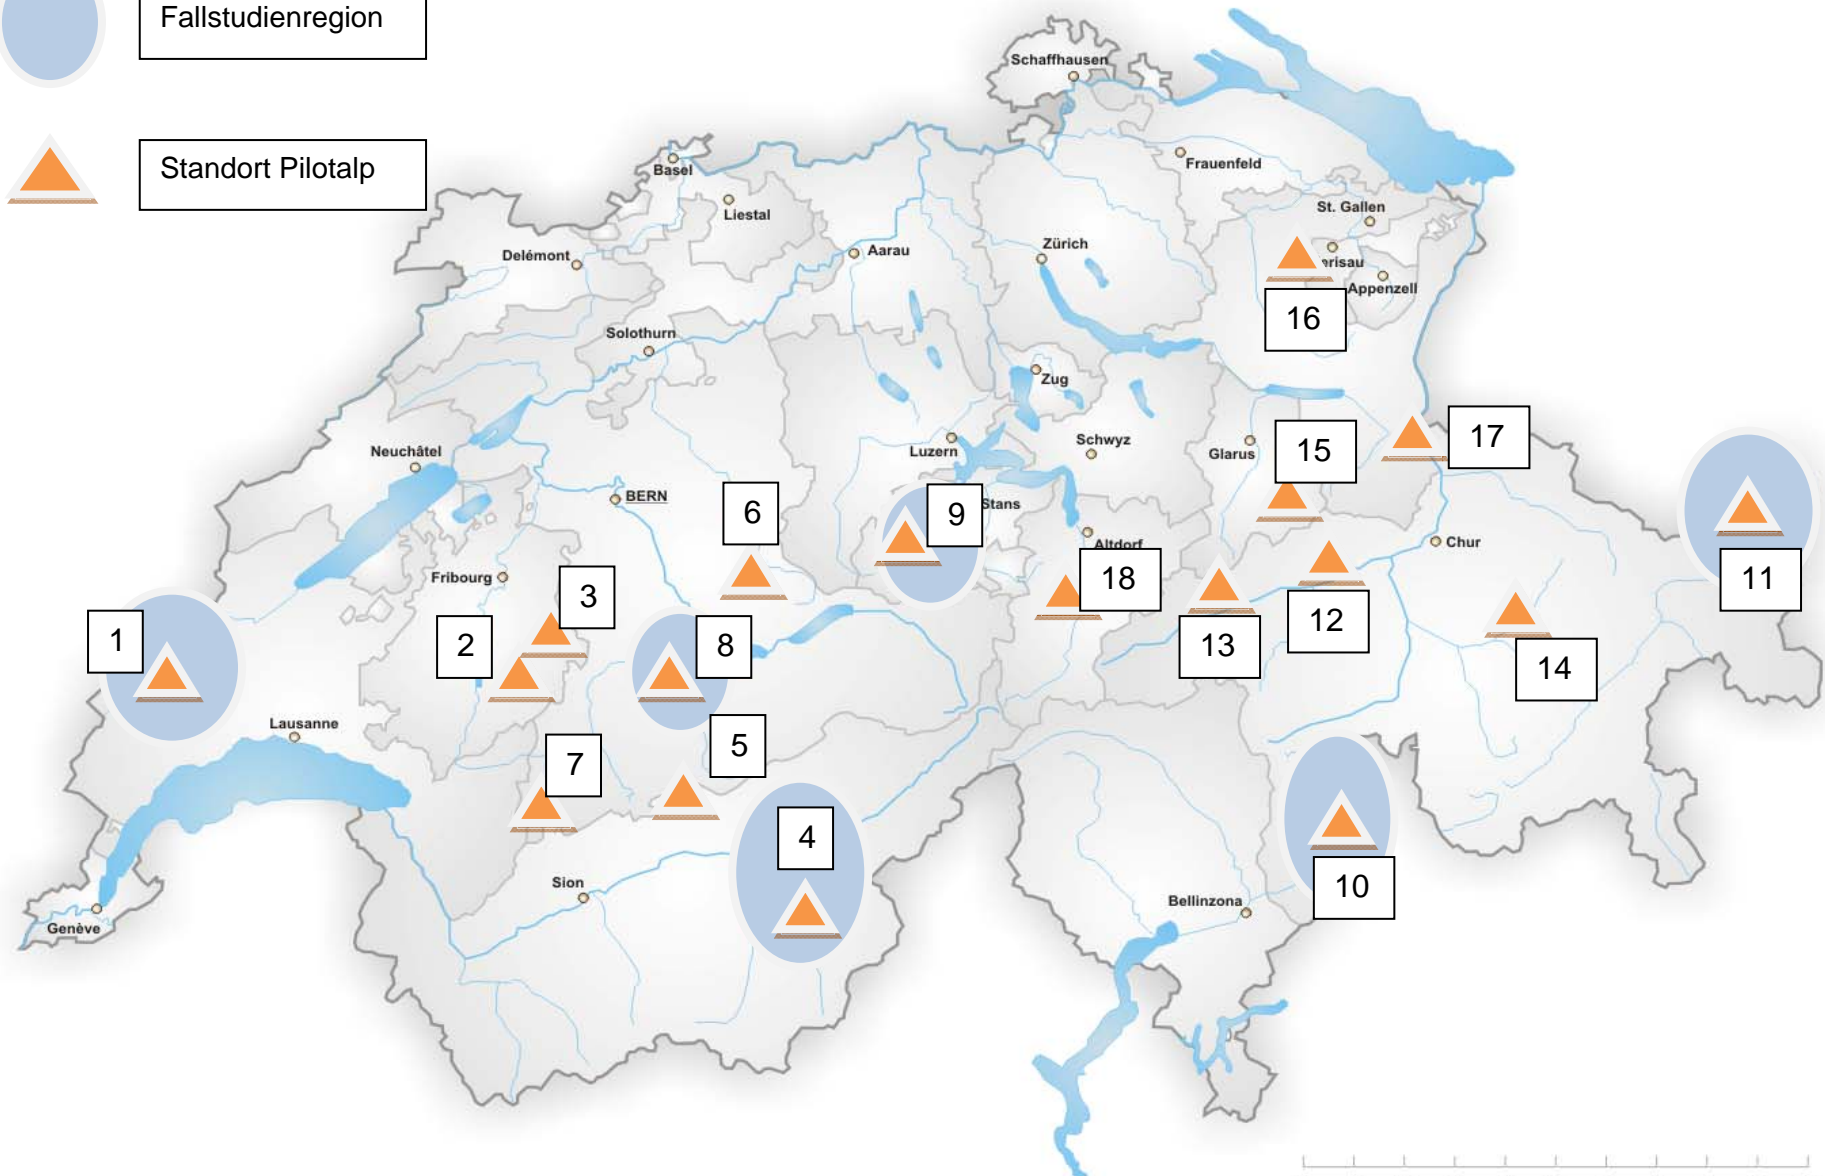 Fallstudienregion
Standort Pilotalp
Schaffhausen
Basel
Frauenfeld
Liestal
St. Gallen
Delémont
Aarau
Zürich
erisau
Appenzell
16
Solothurn
Zug
Neuchâtel
Luzern
Schwyz
Glarus
15
17
BERN
6
9
Stans
Altdorf
Chur
Fribourg
3
18
11
1
2
8
13
12
14
Lausanne
7
5
4
Sion
10
Bellinzona
Genève